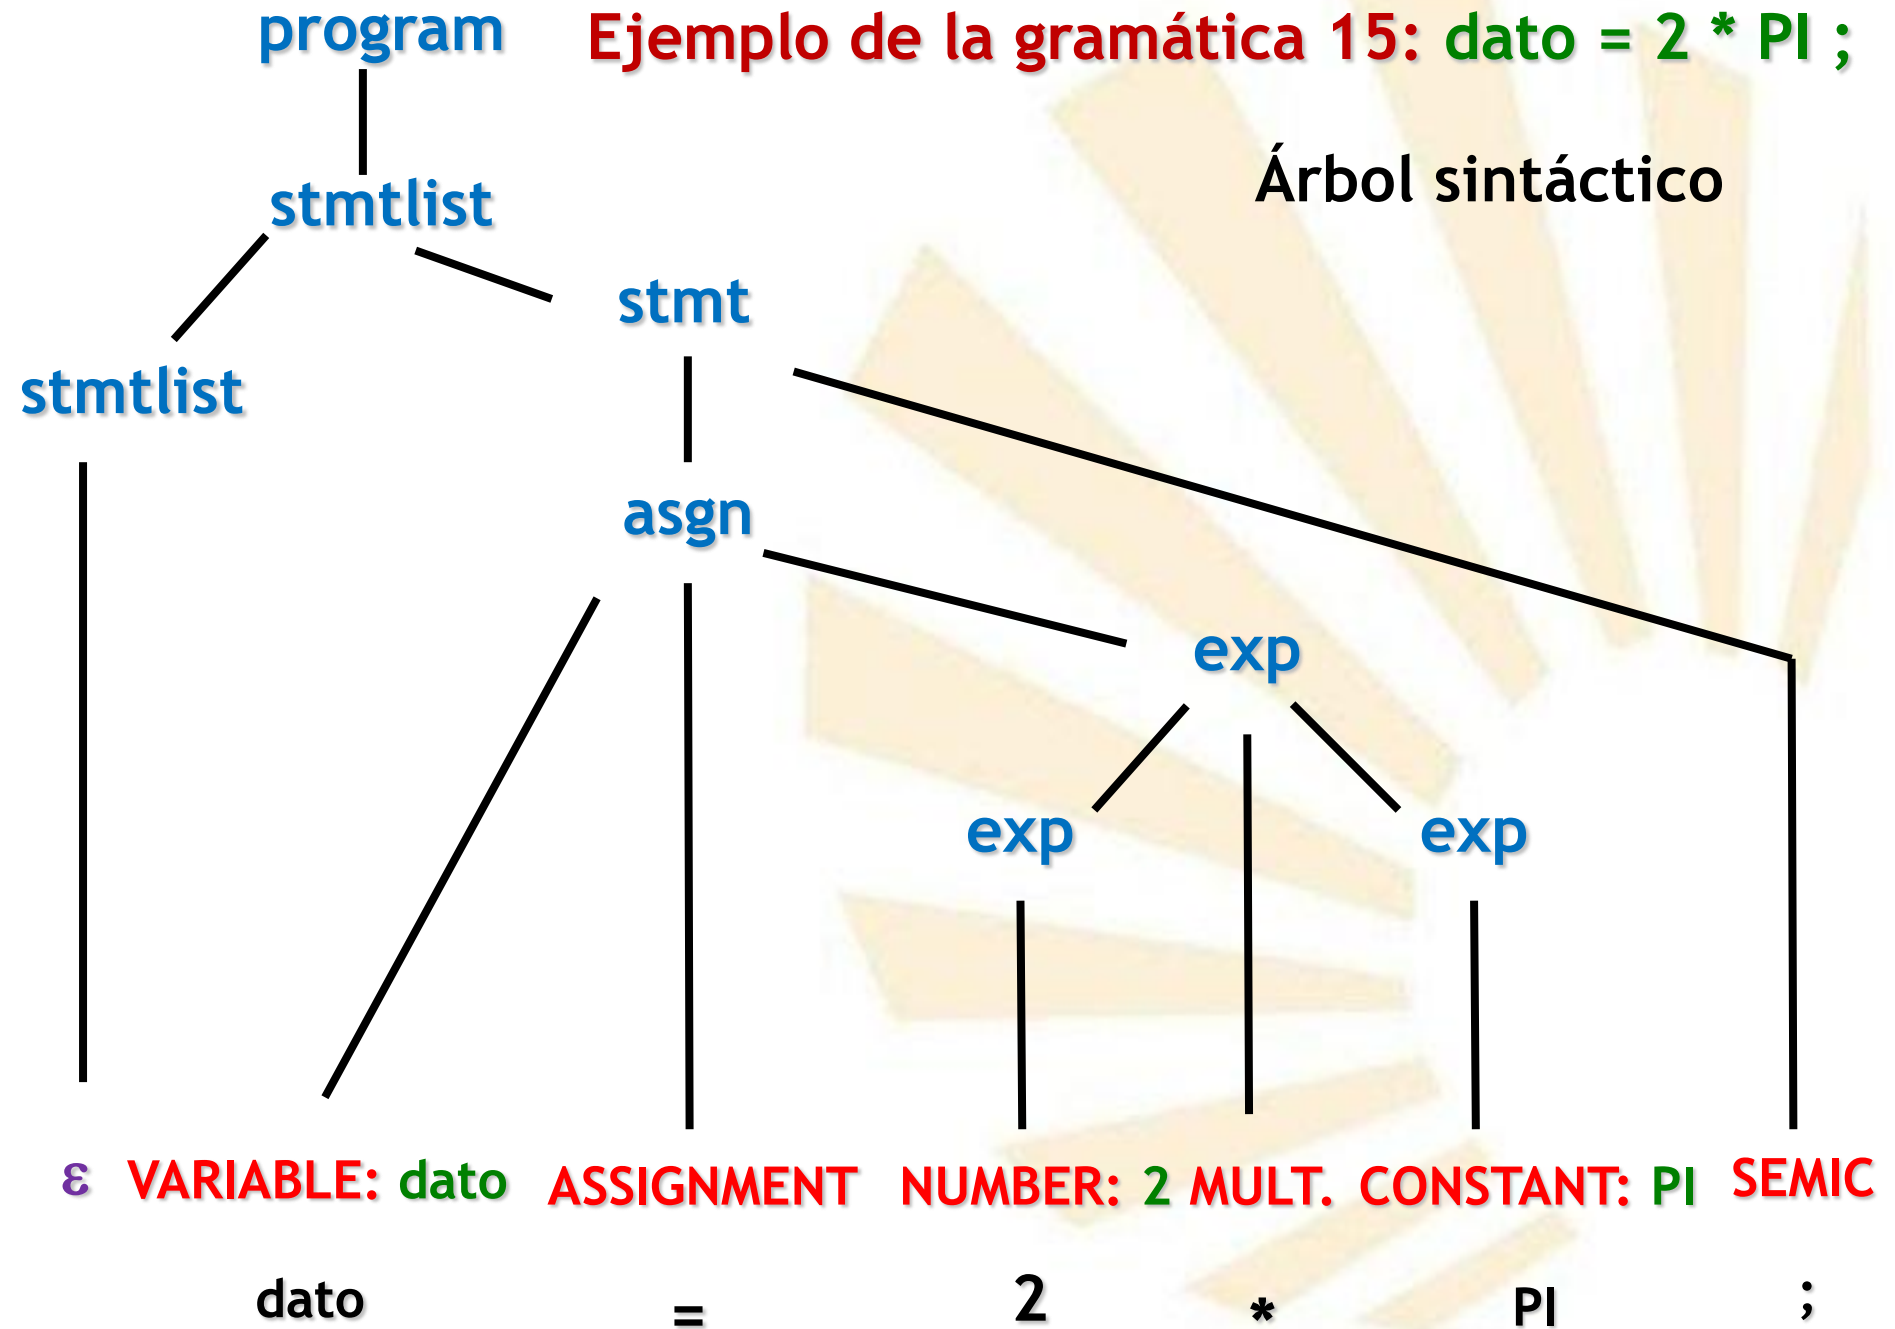 program
Ejemplo de la gramática 15: dato = 2 * PI ;
stmtlist
Árbol sintáctico
stmt
stmtlist
asgn
exp
exp
exp
ε VARIABLE: dato ASSIGNMENT NUMBER: 2 MULT. CONSTANT: PI SEMIC
dato = 2 * PI ;